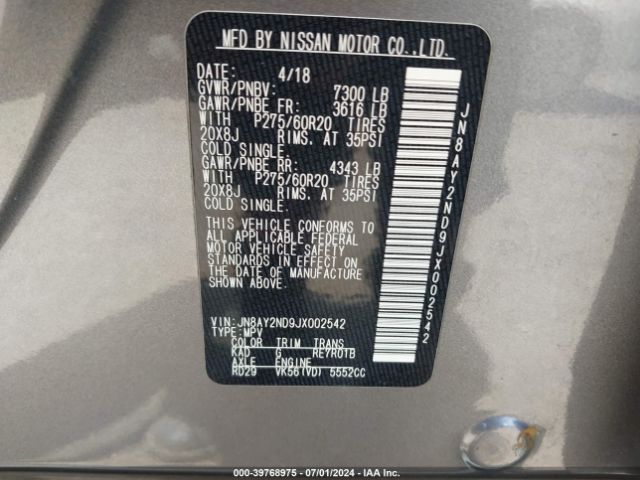 MFD BY NISSAN MOTOR CO.,LTD.
DATE: 4/18
GVWR/PNBV: 7300 LB
GAWR/PNBE FR: 3616 LB
WITH P275/60R20 TIRES
20X8J RIMS. AT 35PSI
COLD SINGLE.
GAWR/PNBE RR: 4343 LB
WITH P275/60R20 TIRES
20X8J RIMS. AT 35PSI
COLD SINGLE.
THIS VEHICLE CONFORMS TO
ALL APPLICABLE FEDERAL
MOTOR VEHICLE SAFETY
STANDARDS IN EFFECT ON
THE DATE OF MANUFACTURE
SHOWN ABOVE.
VIN:JN8AY2ND9JX002542
TYPE:MPV
COLOR TRIM TRANS
KAD G RE7R01B
AXLE ENGINE
RD29 VK56(VD) 5552CC
JN8AY2ND9JX002542
000-39768975 | 07/01/2024 | IAA Inc.